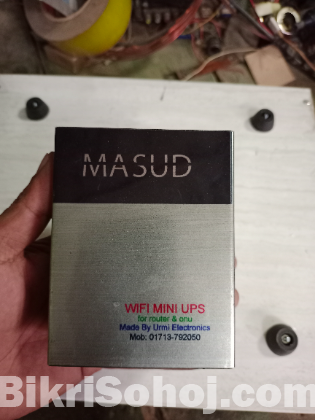 MASUD
WIFI MINI UPS
for router & onu
Made By Urmi Electronics
Mob: 01713-792050
BikriSohoj.com